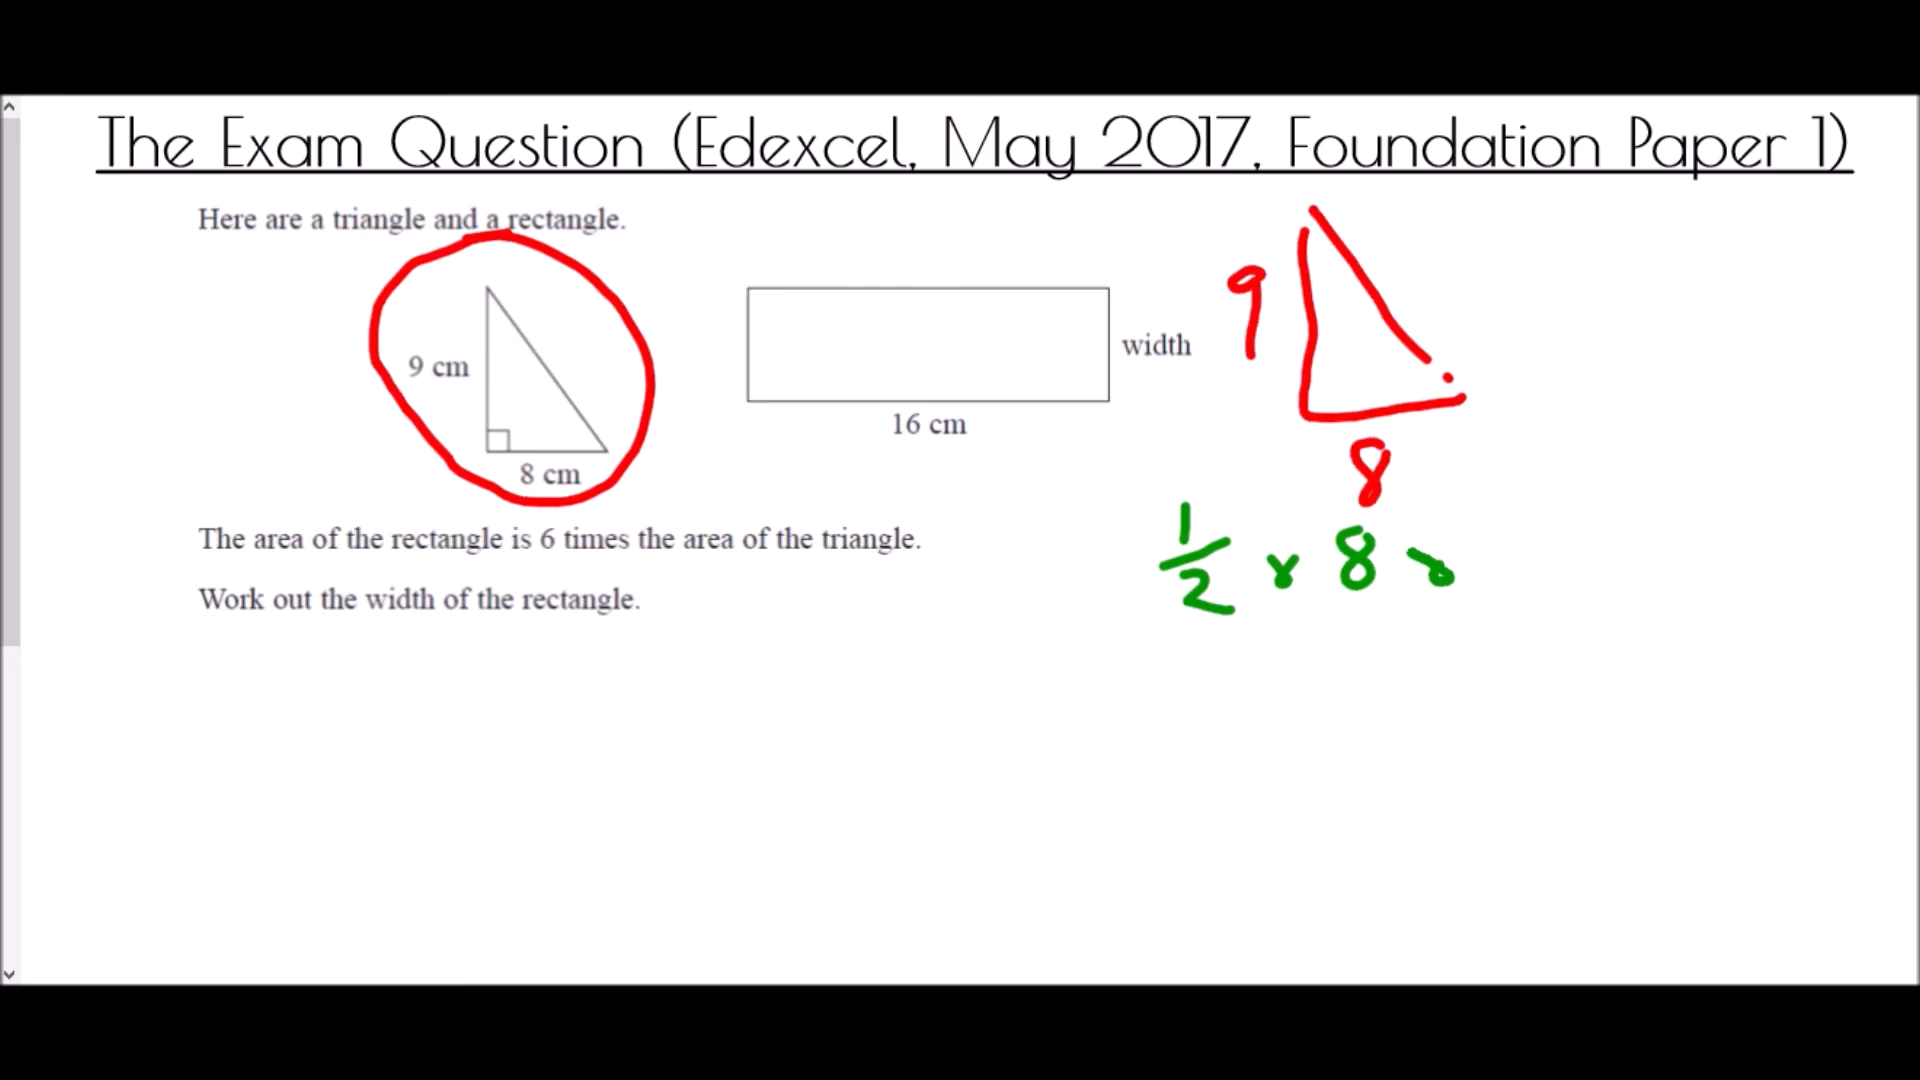 The Exam Question (Edexcel, May 2017, Foundation Paper 1)
Here are a triangle and a rectangle.
9 cm
8 cm
width
16 cm
9
8
1/2 × 8 ×
The area of the rectangle is 6 times the area of the triangle.
Work out the width of the rectangle.